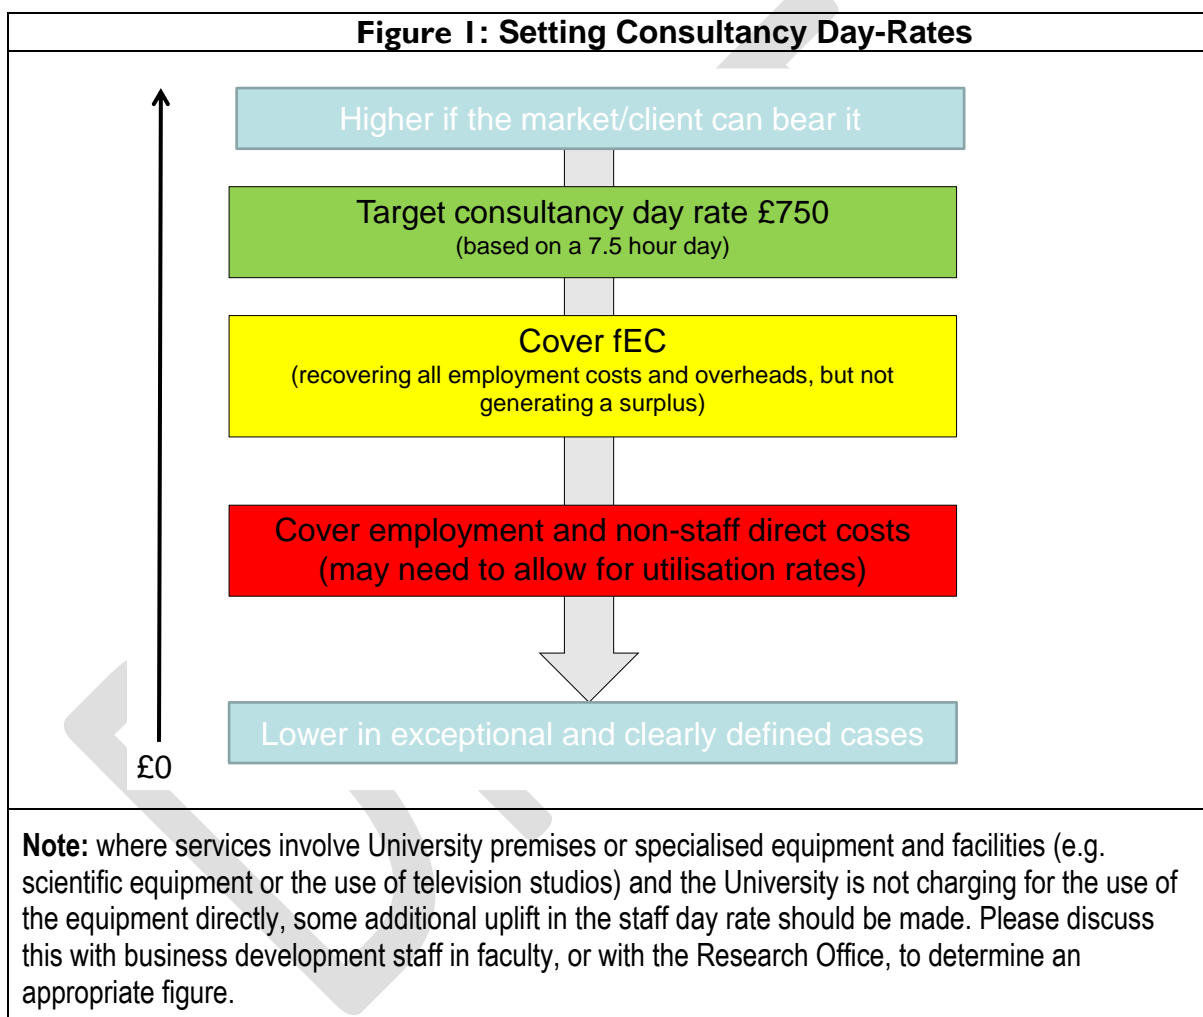 Figure 1: Setting Consultancy Day-Rates
Higher if the market/client can bear it
Target consultancy day rate £750
(based on a 7.5 hour day)
Cover fEC
(recovering all employment costs and overheads, but not
generating a surplus)
Cover employment and non-staff direct costs
(may need to allow for utilisation rates)
Lower in exceptional and clearly defined cases
£0
Note: where services involve University premises or specialised equipment and facilities (e.g.
scientific equipment or the use of television studios) and the University is not charging for the use of
the equipment directly, some additional uplift in the staff day rate should be made. Please discuss
this with business development staff in faculty, or with the Research Office, to determine an
appropriate figure.